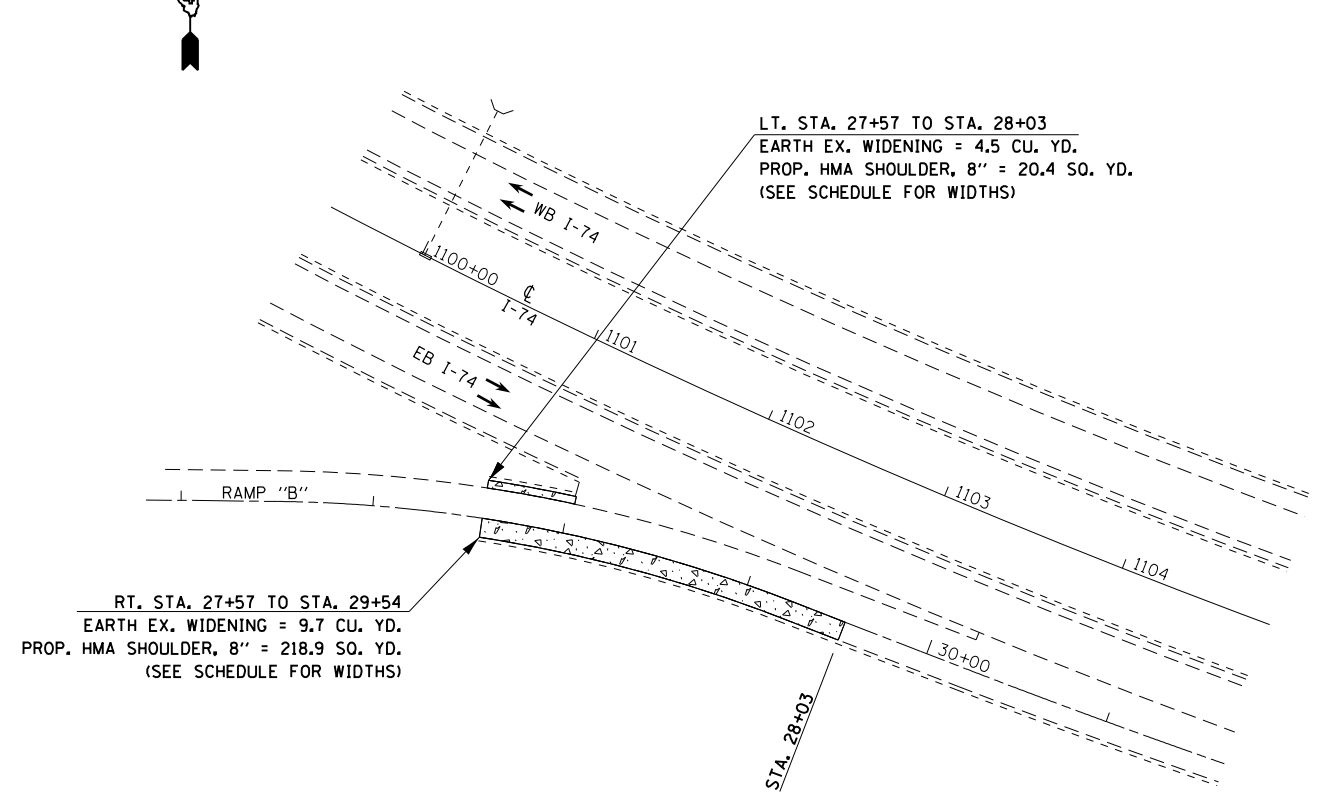 LT. STA. 27+57 TO STA. 28+03
EARTH EX. WIDENING = 4.5 CU. YD.
PROP. HMA SHOULDER, 8" = 20.4 SQ. YD.
(SEE SCHEDULE FOR WIDTHS)
WB I-74
1100+00
℄
I-74
1101
EB I-74
1102
1103
1104
RAMP "B"
RT. STA. 27+57 TO STA. 29+54
EARTH EX. WIDENING = 9.7 CU. YD.
PROP. HMA SHOULDER, 8" = 218.9 SQ. YD.
(SEE SCHEDULE FOR WIDTHS)
30+00
STA. 28+03